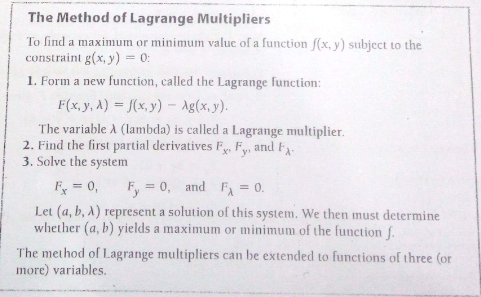 The Method of Lagrange Multipliers
To find a maximum or minimum value of a function f(x, y) subject to the
constraint g(x, y) = 0:
1. Form a new function, called the Lagrange function:
F(x, y, λ) = f(x, y) − λg(x, y).
The variable λ (lambda) is called a Lagrange multiplier.
2. Find the first partial derivatives Fx, Fy, and Fλ.
3. Solve the system
Fx = 0, Fy = 0, and Fλ = 0.
Let (a, b, λ) represent a solution of this system. We then must determine
whether (a, b) yields a maximum or minimum of the function f.
The method of Lagrange multipliers can be extended to functions of three (or
more) variables.